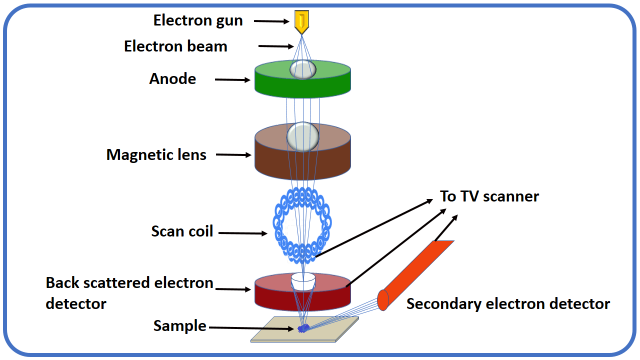 Electron gun
Electron beam
Anode
Magnetic lens
To TV scanner
Scan coil
Back scattered electron
detector
Secondary electron detector
Sample